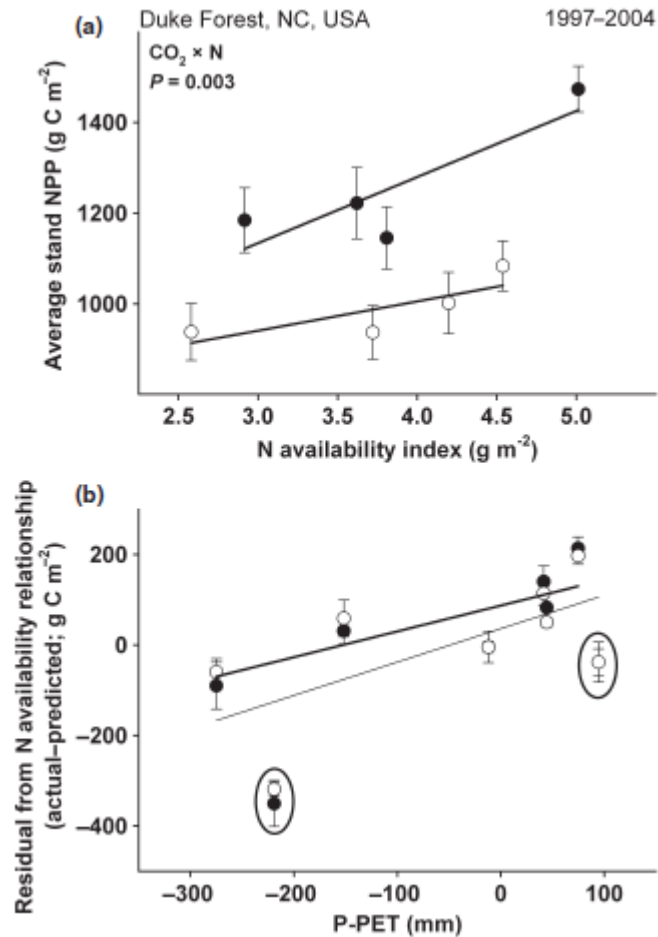 Duke Forest, NC, USA 1997–2004
(a)
CO₂ × N
P = 0.003
Average stand NPP (g C m⁻²)
1400
1200
1000
2.5 3.0 3.5 4.0 4.5 5.0
N availability index (g m⁻²)
(b)
Residual from N availability relationship
(actual–predicted; g C m⁻²)
200
0
−200
−400
−300 −200 −100 0 100
P-PET (mm)